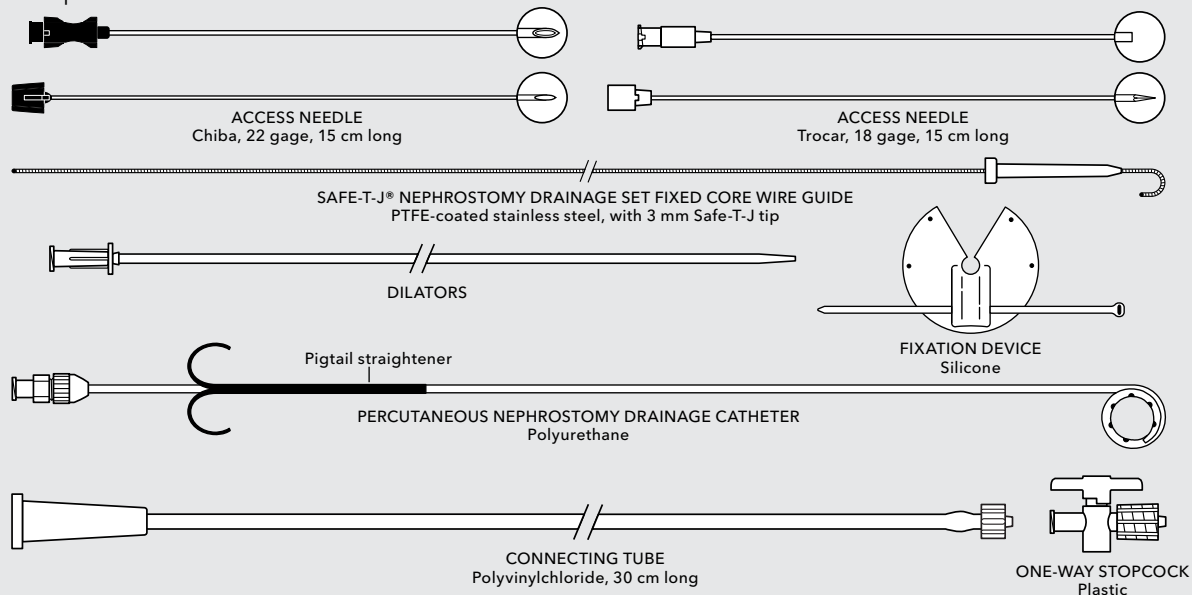 ACCESS NEEDLE
Chiba, 22 gage, 15 cm long
ACCESS NEEDLE
Trocar, 18 gage, 15 cm long
SAFE-T-J® NEPHROSTOMY DRAINAGE SET FIXED CORE WIRE GUIDE
PTFE-coated stainless steel, with 3 mm Safe-T-J tip
DILATORS
FIXATION DEVICE
Silicone
Pigtail straightener
PERCUTANEOUS NEPHROSTOMY DRAINAGE CATHETER
Polyurethane
CONNECTING TUBE
Polyvinylchloride, 30 cm long
ONE-WAY STOPCOCK
Plastic